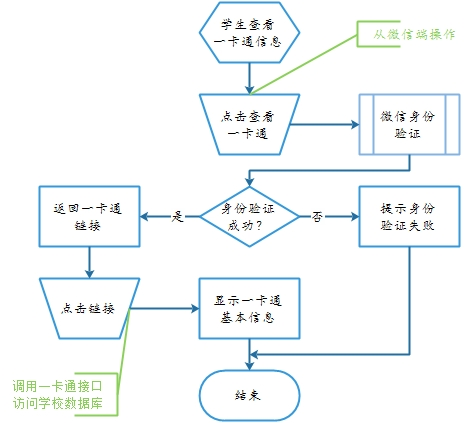 学生查看
一卡通信息
从微信端操作
点击查看
一卡通
微信身份
验证
身份验证
成功?
是
否
返回一卡通
链接
提示身份
验证失败
点击链接
显示一卡通
基本信息
调用一卡通接口
访问学校数据库
结束